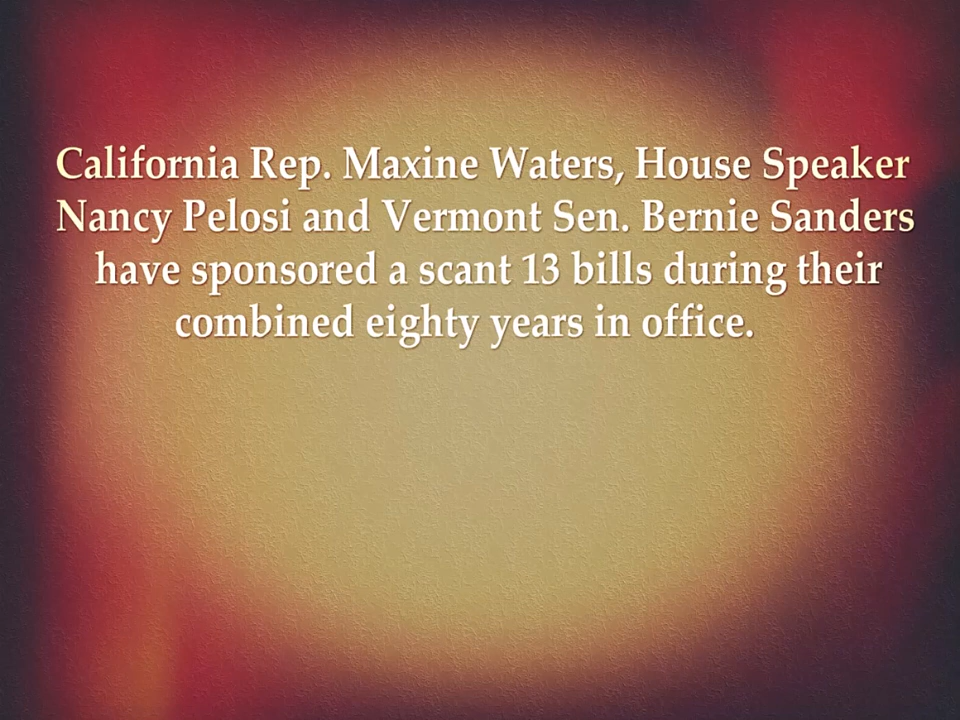 California Rep. Maxine Waters, House Speaker
Nancy Pelosi and Vermont Sen. Bernie Sanders
have sponsored a scant 13 bills during their
combined eighty years in office.